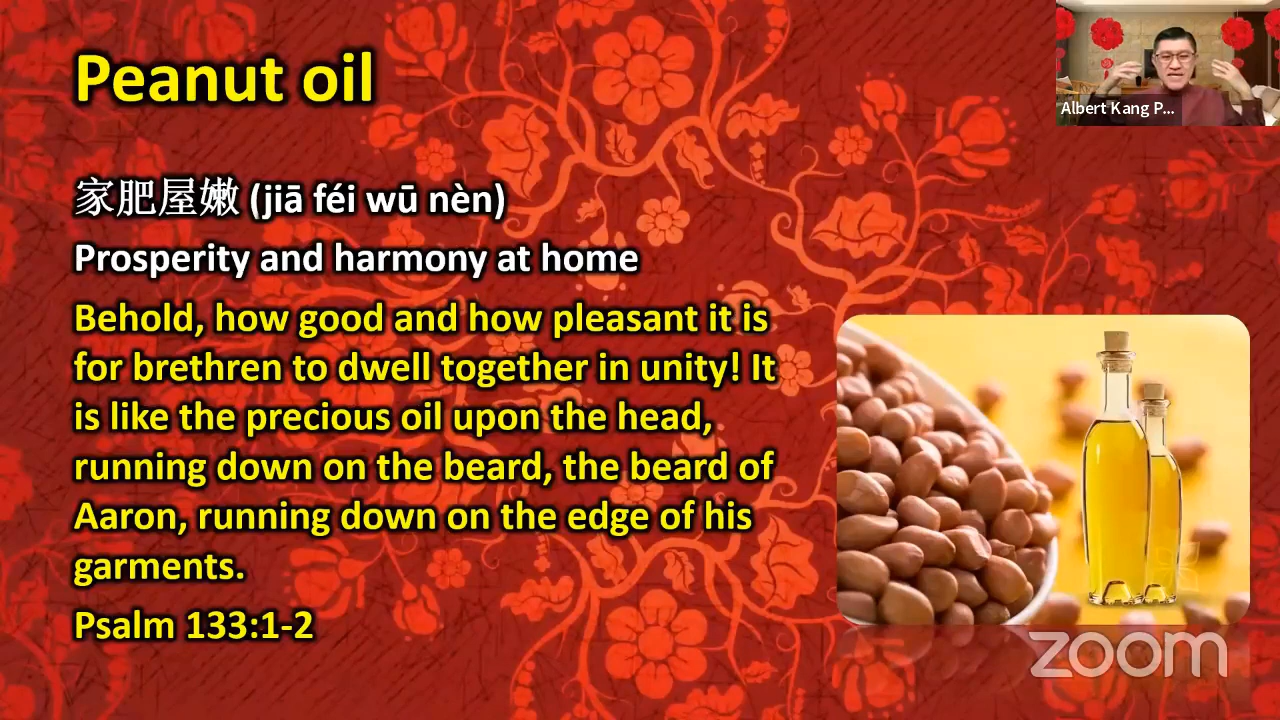 Peanut oil
Albert Kang P...
家肥屋嫩 (jiā féi wū nèn)
Prosperity and harmony at home
Behold, how good and how pleasant it is
for brethren to dwell together in unity! It
is like the precious oil upon the head,
running down on the beard, the beard of
Aaron, running down on the edge of his
garments.
Psalm 133:1-2
zoom